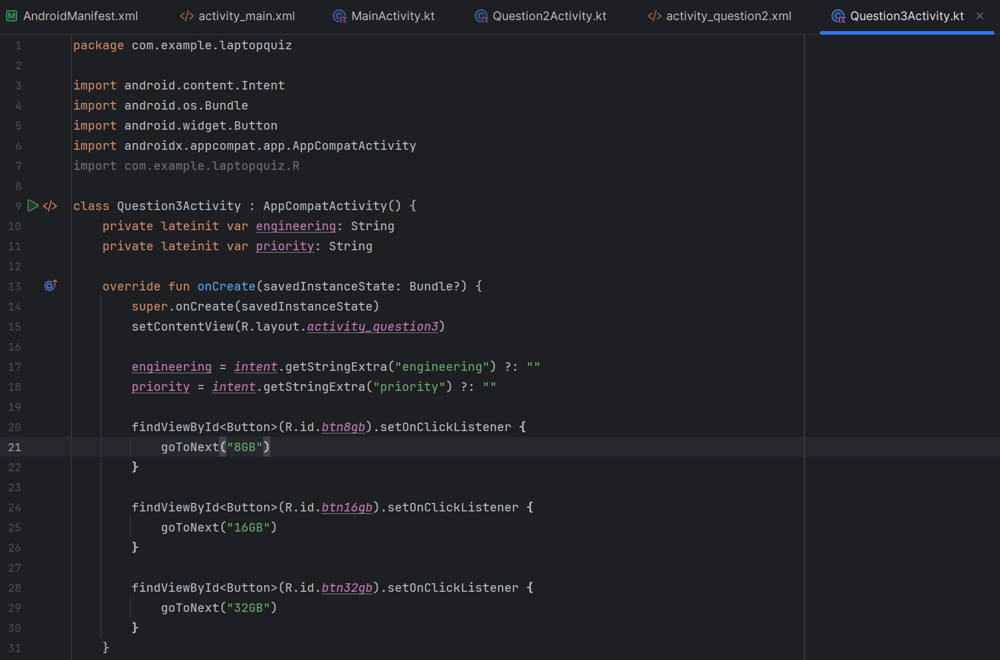 AndroidManifest.xml activity_main.xml MainActivity.kt Question2Activity.kt activity_question2.xml Question3Activity.kt
1 package com.example.laptopquiz
2
3 import android.content.Intent
4 import android.os.Bundle
5 import android.widget.Button
6 import androidx.appcompat.app.AppCompatActivity
7 import com.example.laptopquiz.R
8
9 class Question3Activity : AppCompatActivity() {
10     private lateinit var engineering: String
11     private lateinit var priority: String
12
13     override fun onCreate(savedInstanceState: Bundle?) {
14         super.onCreate(savedInstanceState)
15         setContentView(R.layout.activity_question3)
16
17         engineering = intent.getStringExtra("engineering") ?: ""
18         priority = intent.getStringExtra("priority") ?: ""
19
20         findViewById<Button>(R.id.btn8gb).setOnClickListener {
21             goToNext("8GB")
22         }
23
24         findViewById<Button>(R.id.btn16gb).setOnClickListener {
25             goToNext("16GB")
26         }
27
28         findViewById<Button>(R.id.btn32gb).setOnClickListener {
29             goToNext("32GB")
30         }
31     }